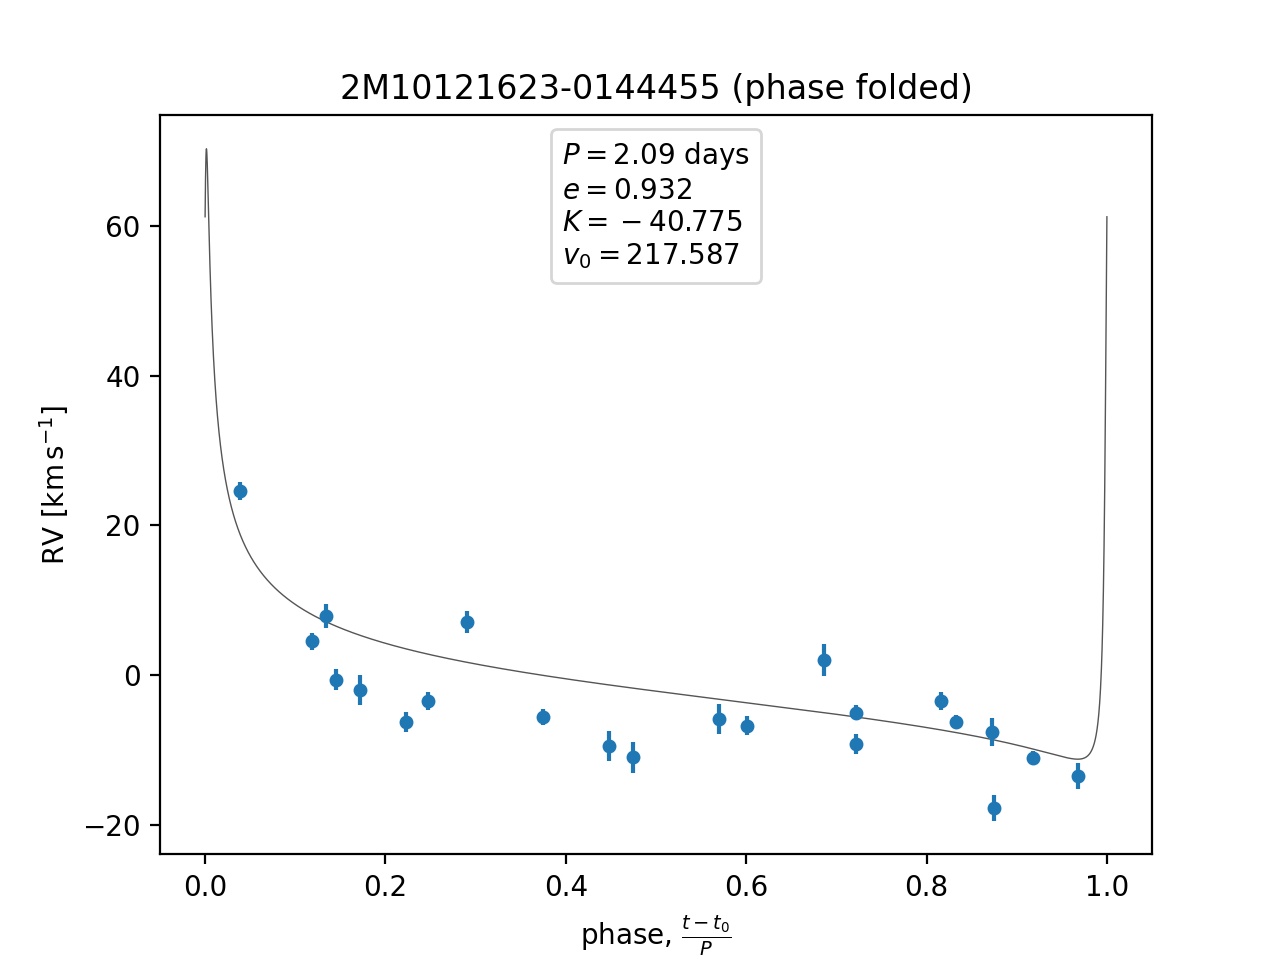 2M10121623-0144455 (phase folded)
P = 2.09 days
e = 0.932
K = − 40.775
v₀ = 217.587
RV [km s⁻¹]
60
40
20
0
−20
0.0 0.2 0.4 0.6 0.8 1.0
phase, (t − t₀)/P